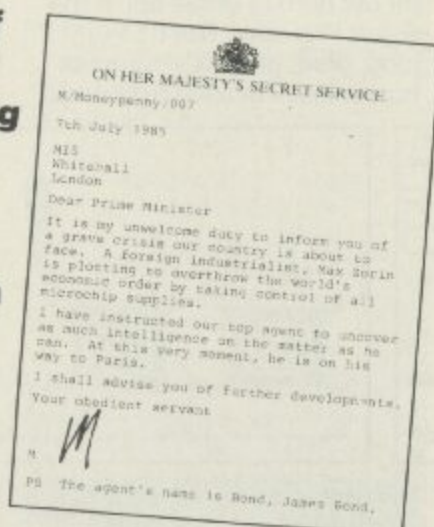 g
ON HER MAJESTY'S SECRET SERVICE
M/Moneypenny/007
7th July 1985
MI5
Whitehall
London
Dear Prime Minister
It is my unwelcome duty to inform you of
a grave crisis our country is about to
face. A foreign industrialist, Max Zorin
is plotting to overthrow the world's
economic order by taking control of all
microchip supplies.
I have instructed our top agent to uncover
as much intelligence on the matter as he
can. At this very moment, he is on his
way to Paris.
I shall advise you of further developments.
Your obedient servant
M
M
PS The agent's name is Bond, James Bond.